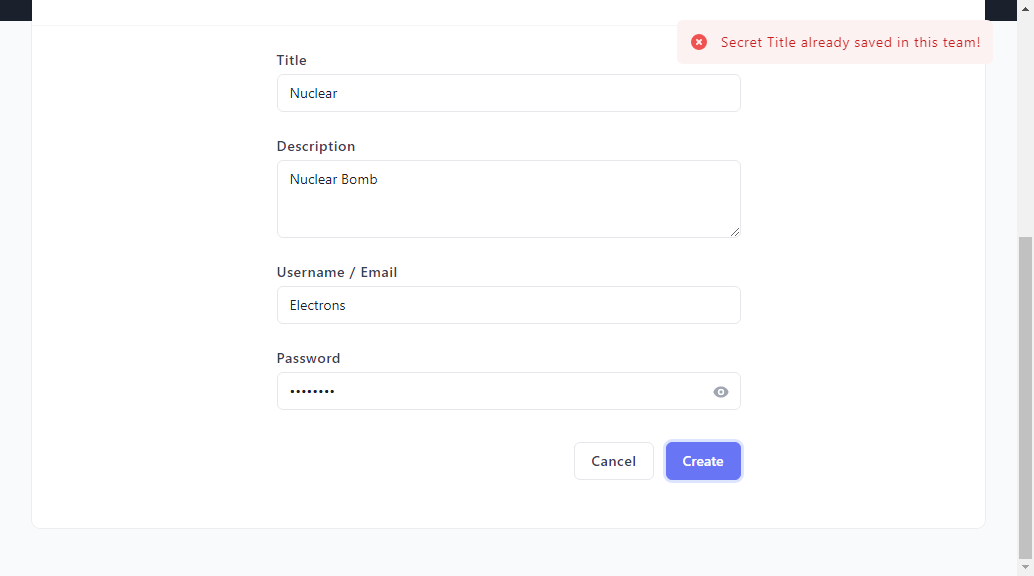 Secret Title already saved in this team!
Title
Nuclear
Description
Nuclear Bomb
Username / Email
Electrons
Password
••••••••
Cancel
Create